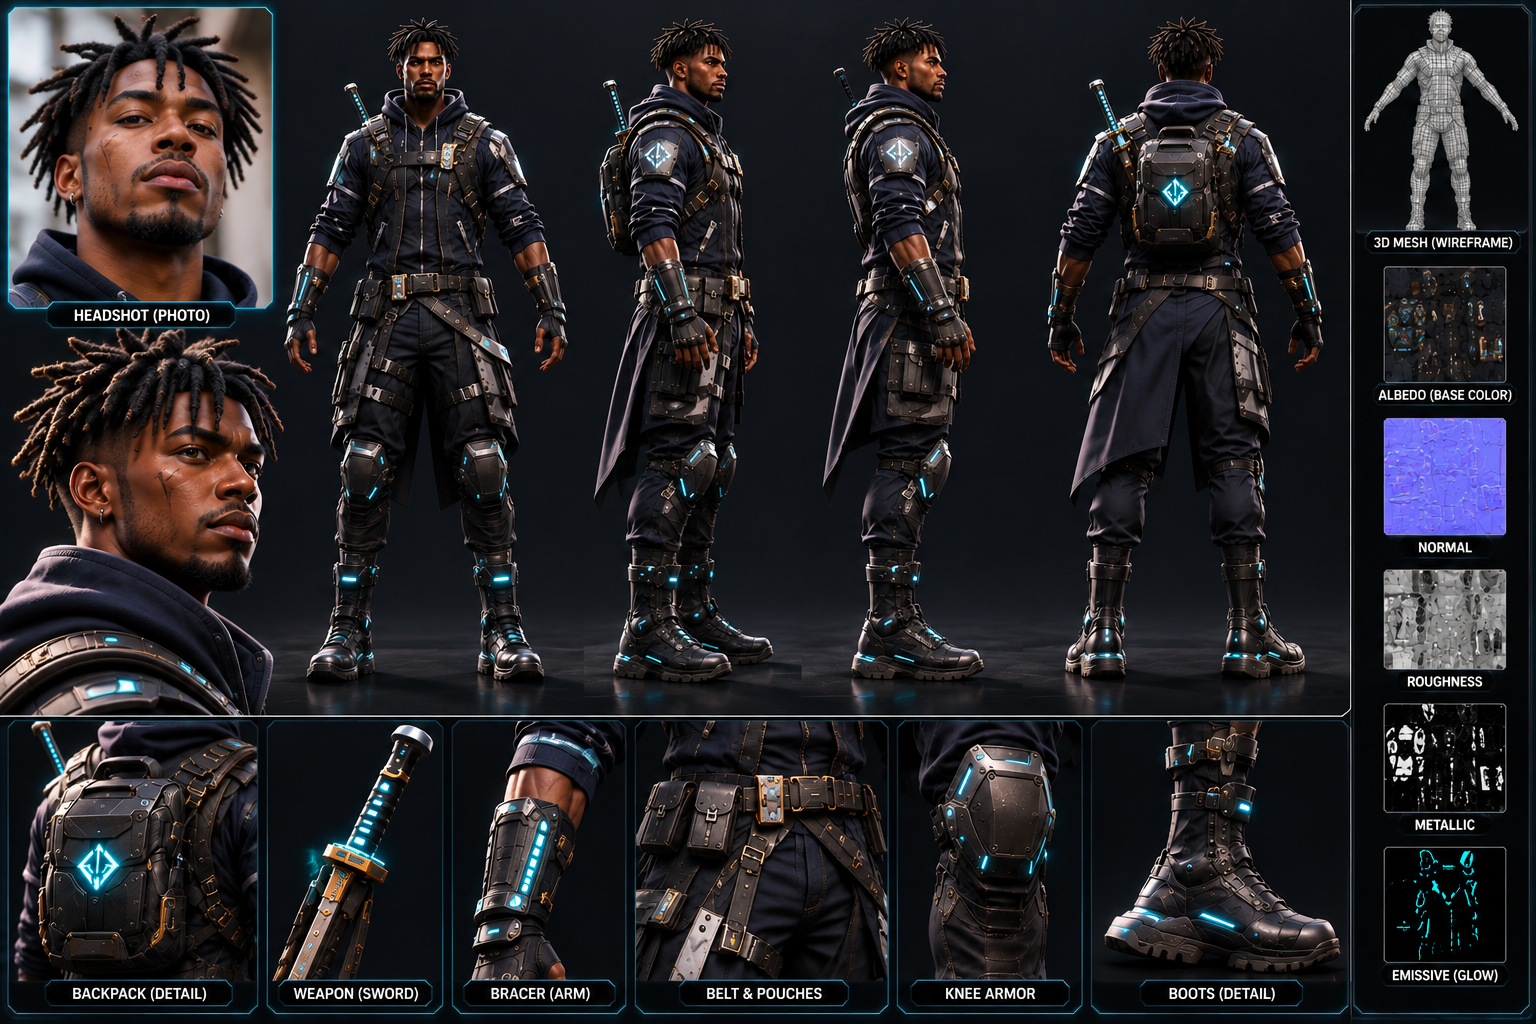 HEADSHOT (PHOTO)
3D MESH (WIREFRAME)
ALBEDO (BASE COLOR)
NORMAL
ROUGHNESS
METALLIC
EMISSIVE (GLOW)
BACKPACK (DETAIL)
WEAPON (SWORD)
BRACER (ARM)
BELT & POUCHES
KNEE ARMOR
BOOTS (DETAIL)